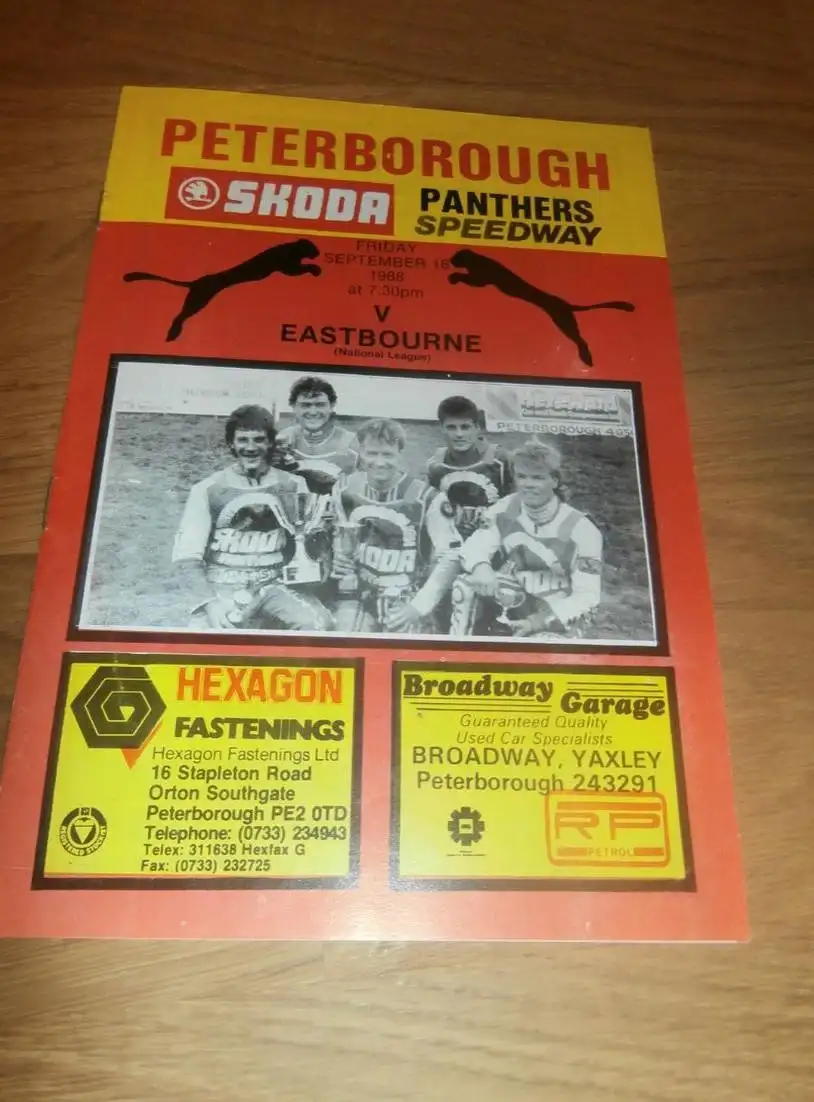 PETERBOROUGH
SKODA
PANTHERS
SPEEDWAY
FRIDAY
SEPTEMBER 16
1988
at 7.30pm
V
EASTBOURNE
(National League)
PETERBOROUGH
SKODA
SKODA
HEXAGON
FASTENINGS
Hexagon Fastenings Ltd
16 Stapleton Road
Orton Southgate
Peterborough PE2 0TD
Telephone: (0733) 234943
Telex: 311638 Hexfax G
Fax: (0733) 232725
Broadway
Garage
Guaranteed Quality
Used Car Specialists
BROADWAY, YAXLEY
Peterborough 243291
RP
PETROL